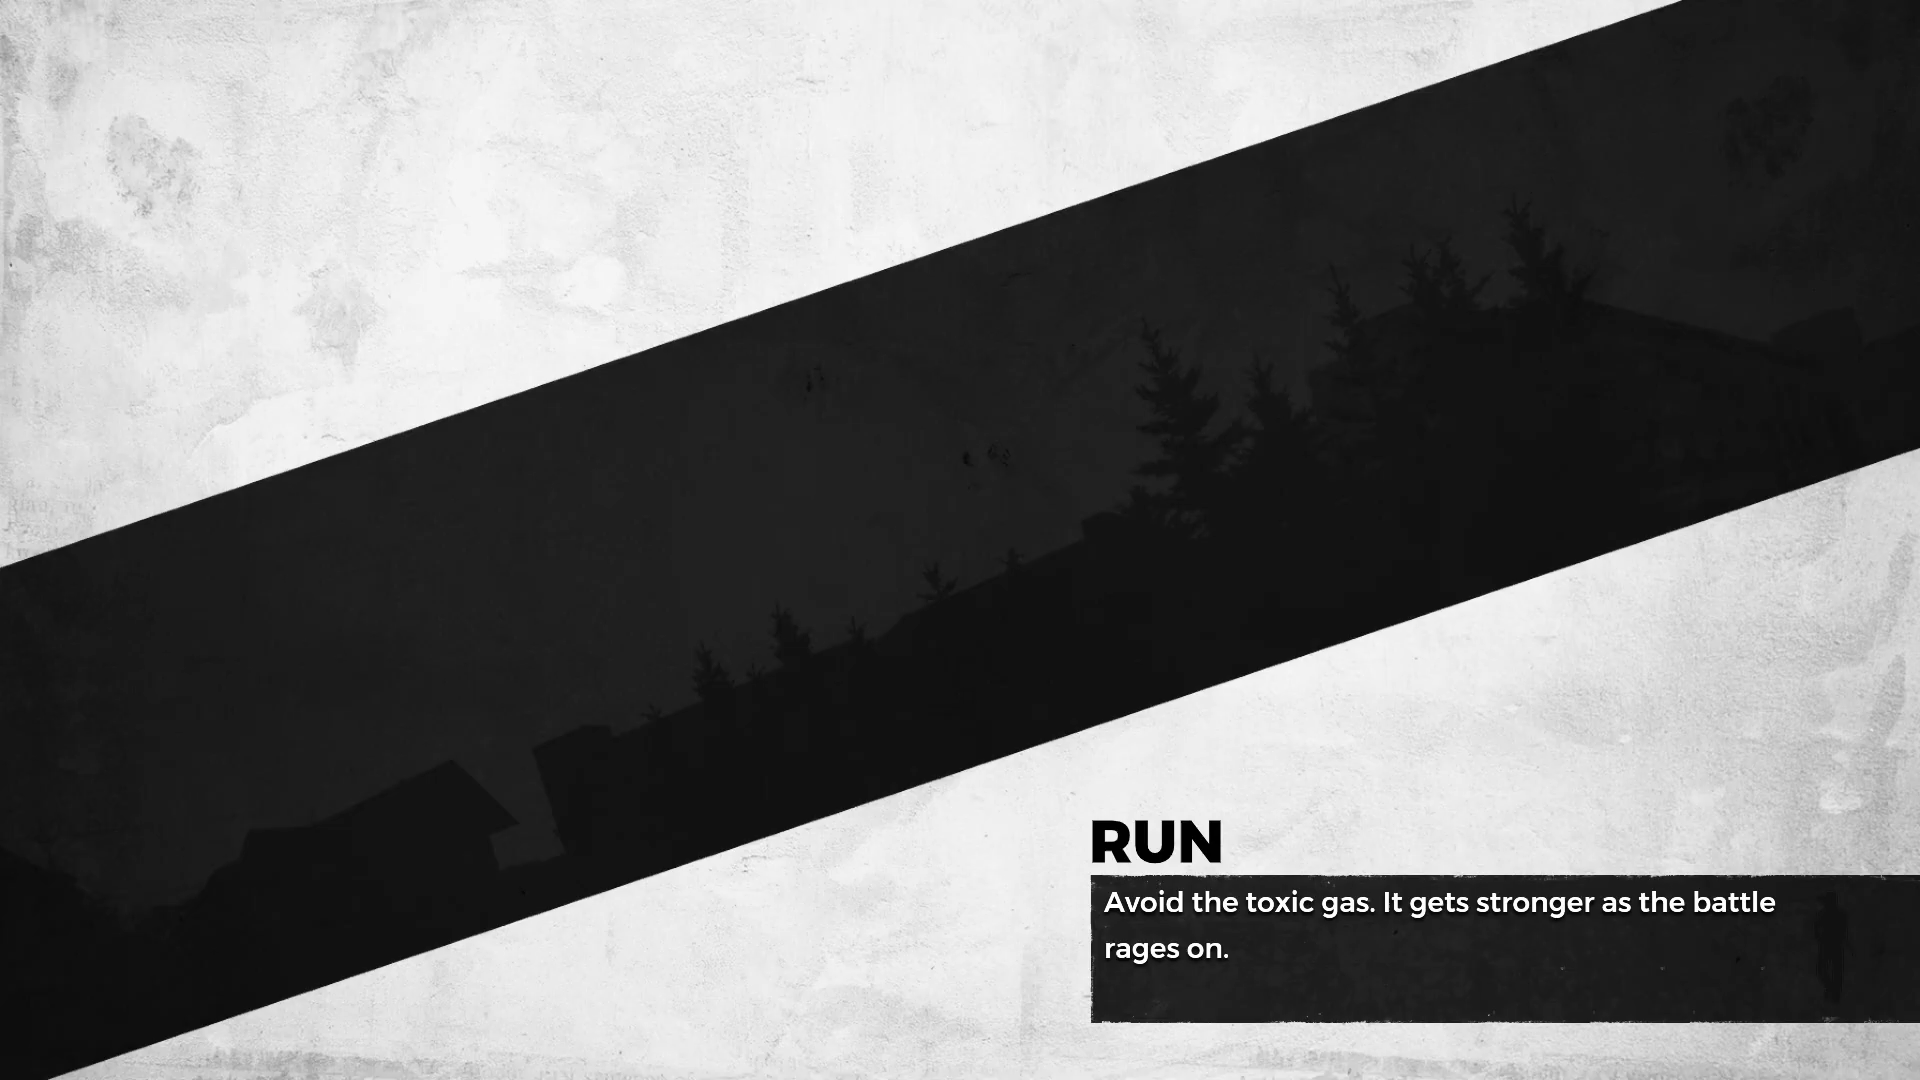 RUN
Avoid the toxic gas. It gets stronger as the battle
rages on.